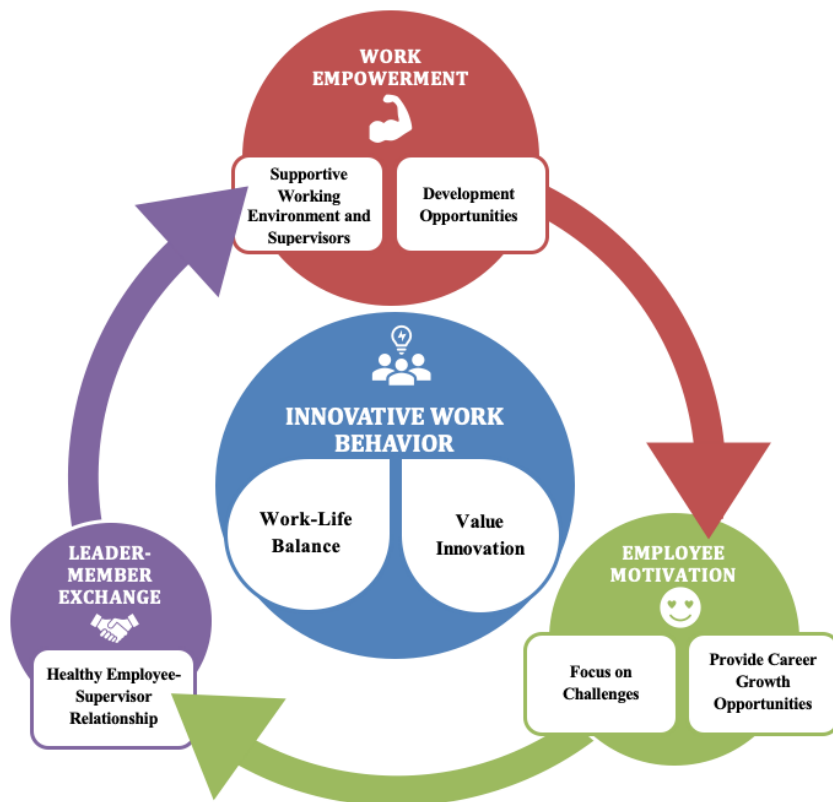 WORK
EMPOWERMENT
Supportive
Working
Environment and
Supervisors
Development
Opportunities
INNOVATIVE WORK
BEHAVIOR
Work-Life
Balance
Value
Innovation
LEADER-
MEMBER
EXCHANGE
Healthy Employee-
Supervisor
Relationship
EMPLOYEE
MOTIVATION
Focus on
Challenges
Provide Career
Growth
Opportunities